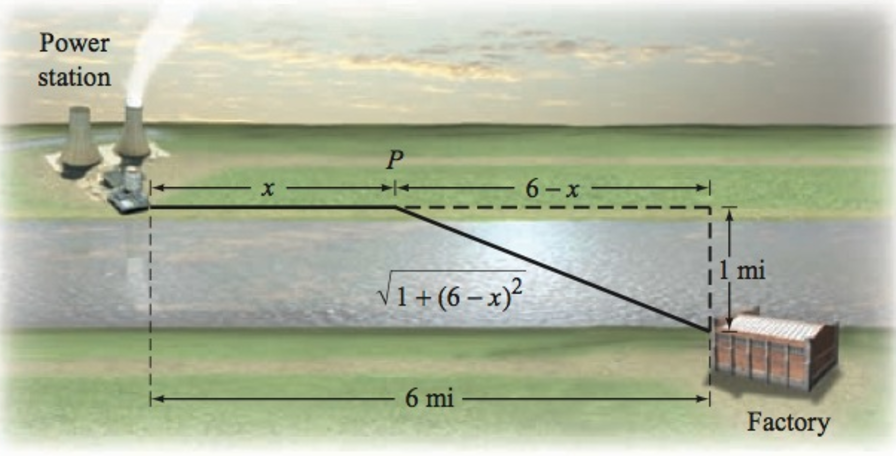 Power
station
P
x
6 – x
1 mi
√1 + (6 – x)²
6 mi
Factory